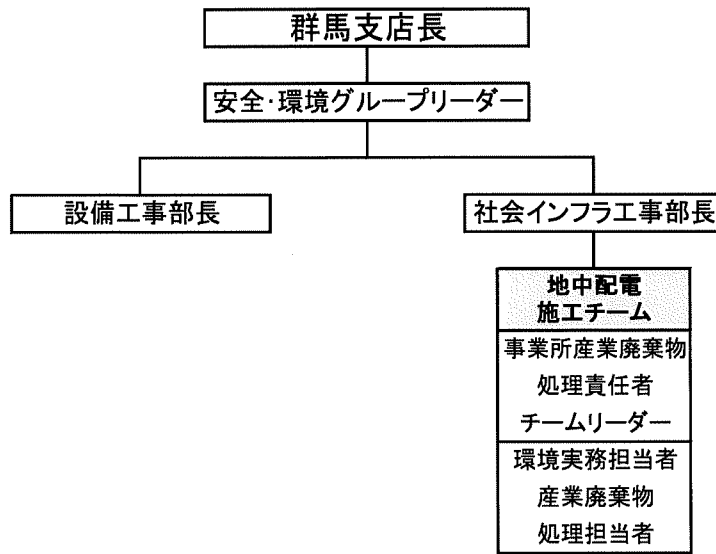 群馬支店長
安全･環境グループリーダー
設備工事部長
社会インフラ工事部長
地中配電
施工チーム
事業所産業廃棄物
処理責任者
チームリーダー
環境実務担当者
産業廃棄物
処理担当者